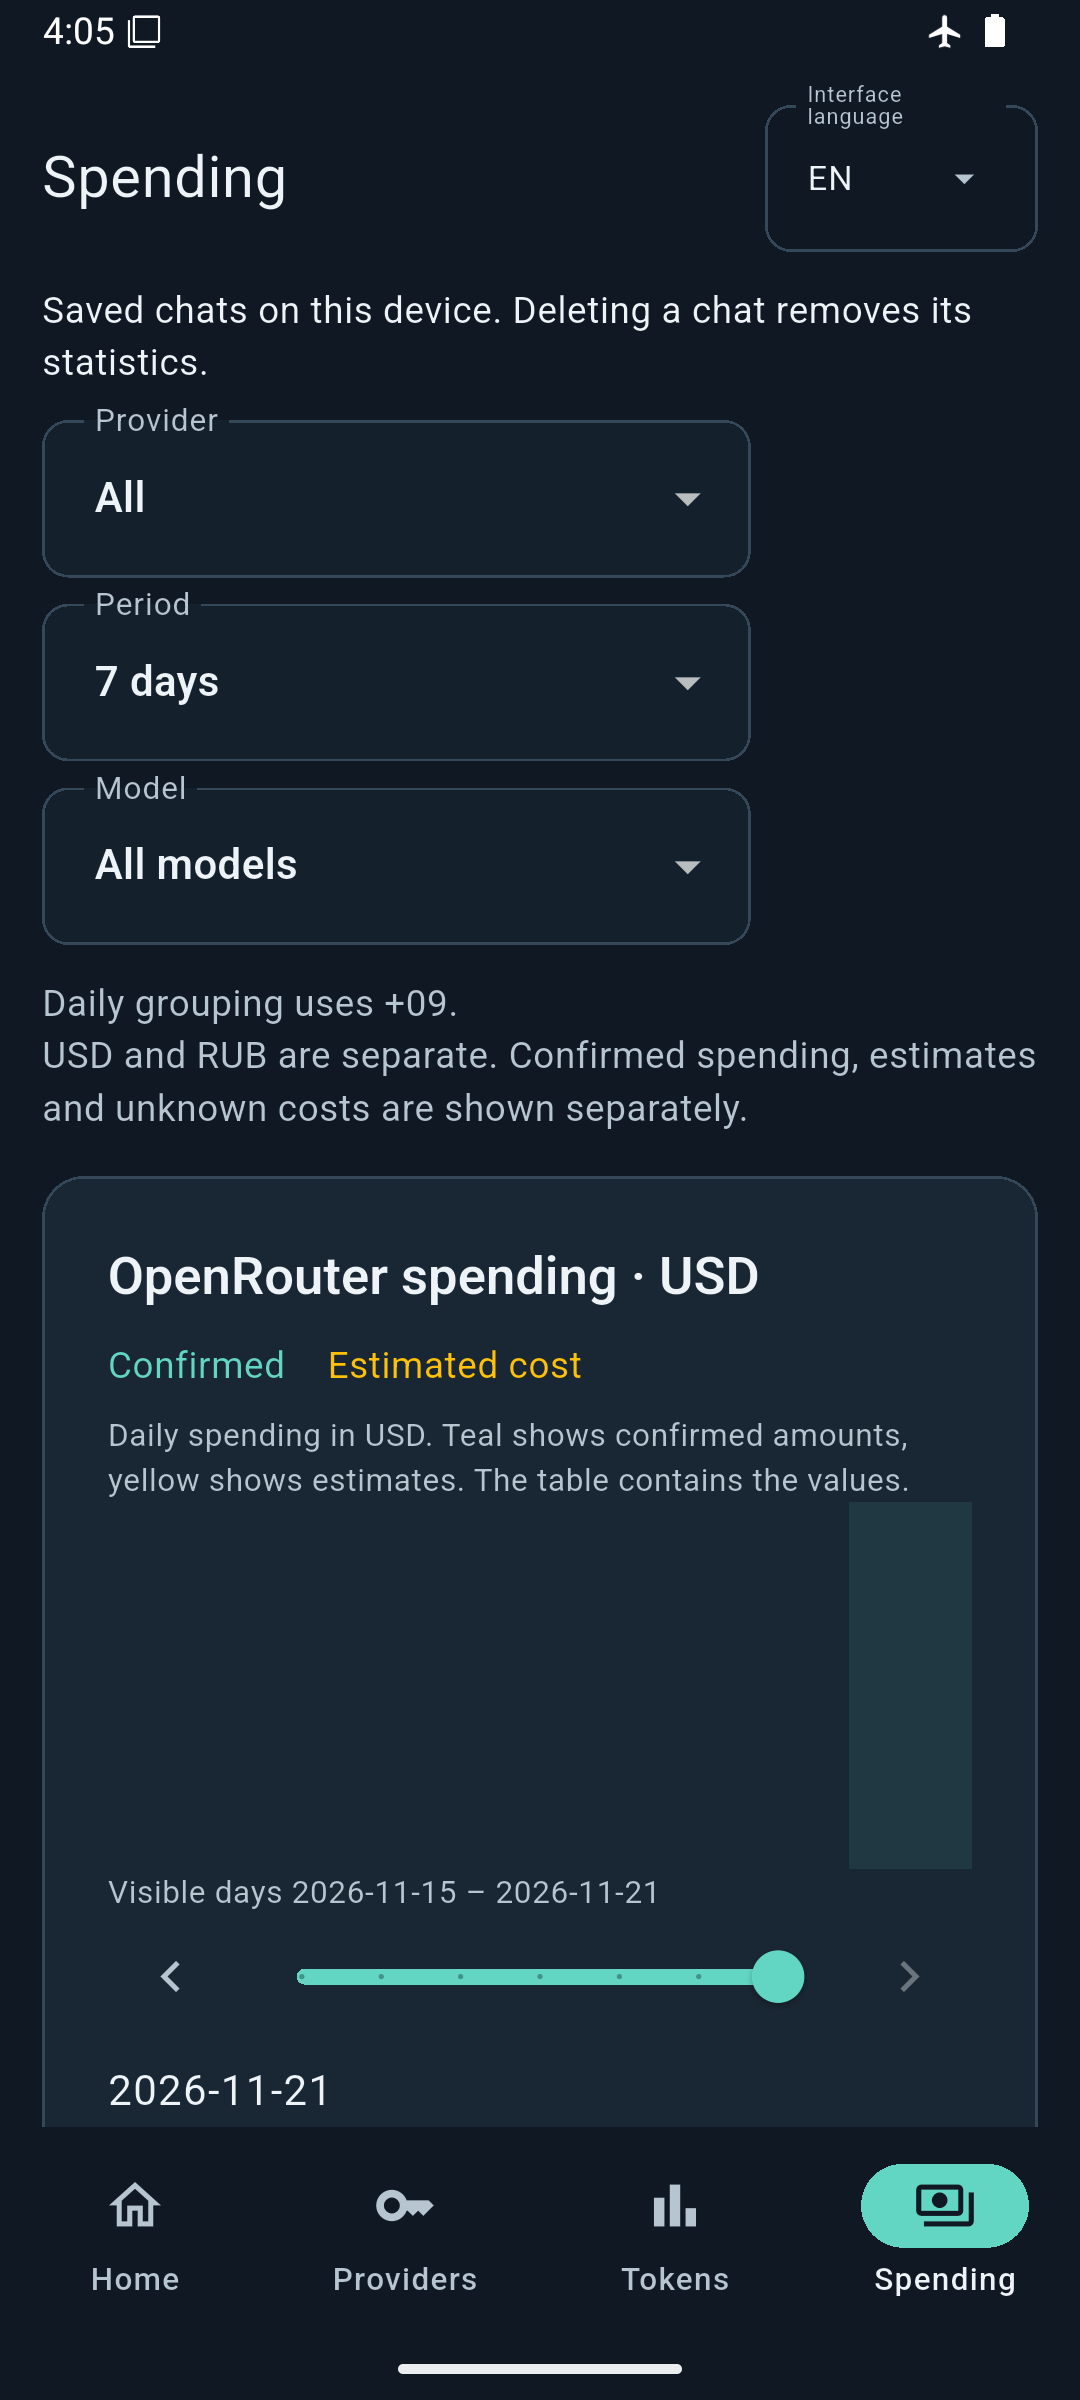 4:05
Interface
language
Spending
EN
Saved chats on this device. Deleting a chat removes its
statistics.
Provider
All
Period
7 days
Model
All models
Daily grouping uses +09.
USD and RUB are separate. Confirmed spending, estimates
and unknown costs are shown separately.
OpenRouter spending · USD
Confirmed Estimated cost
Daily spending in USD. Teal shows confirmed amounts,
yellow shows estimates. The table contains the values.
Visible days 2026-11-15 – 2026-11-21
2026-11-21
Home Providers Tokens Spending